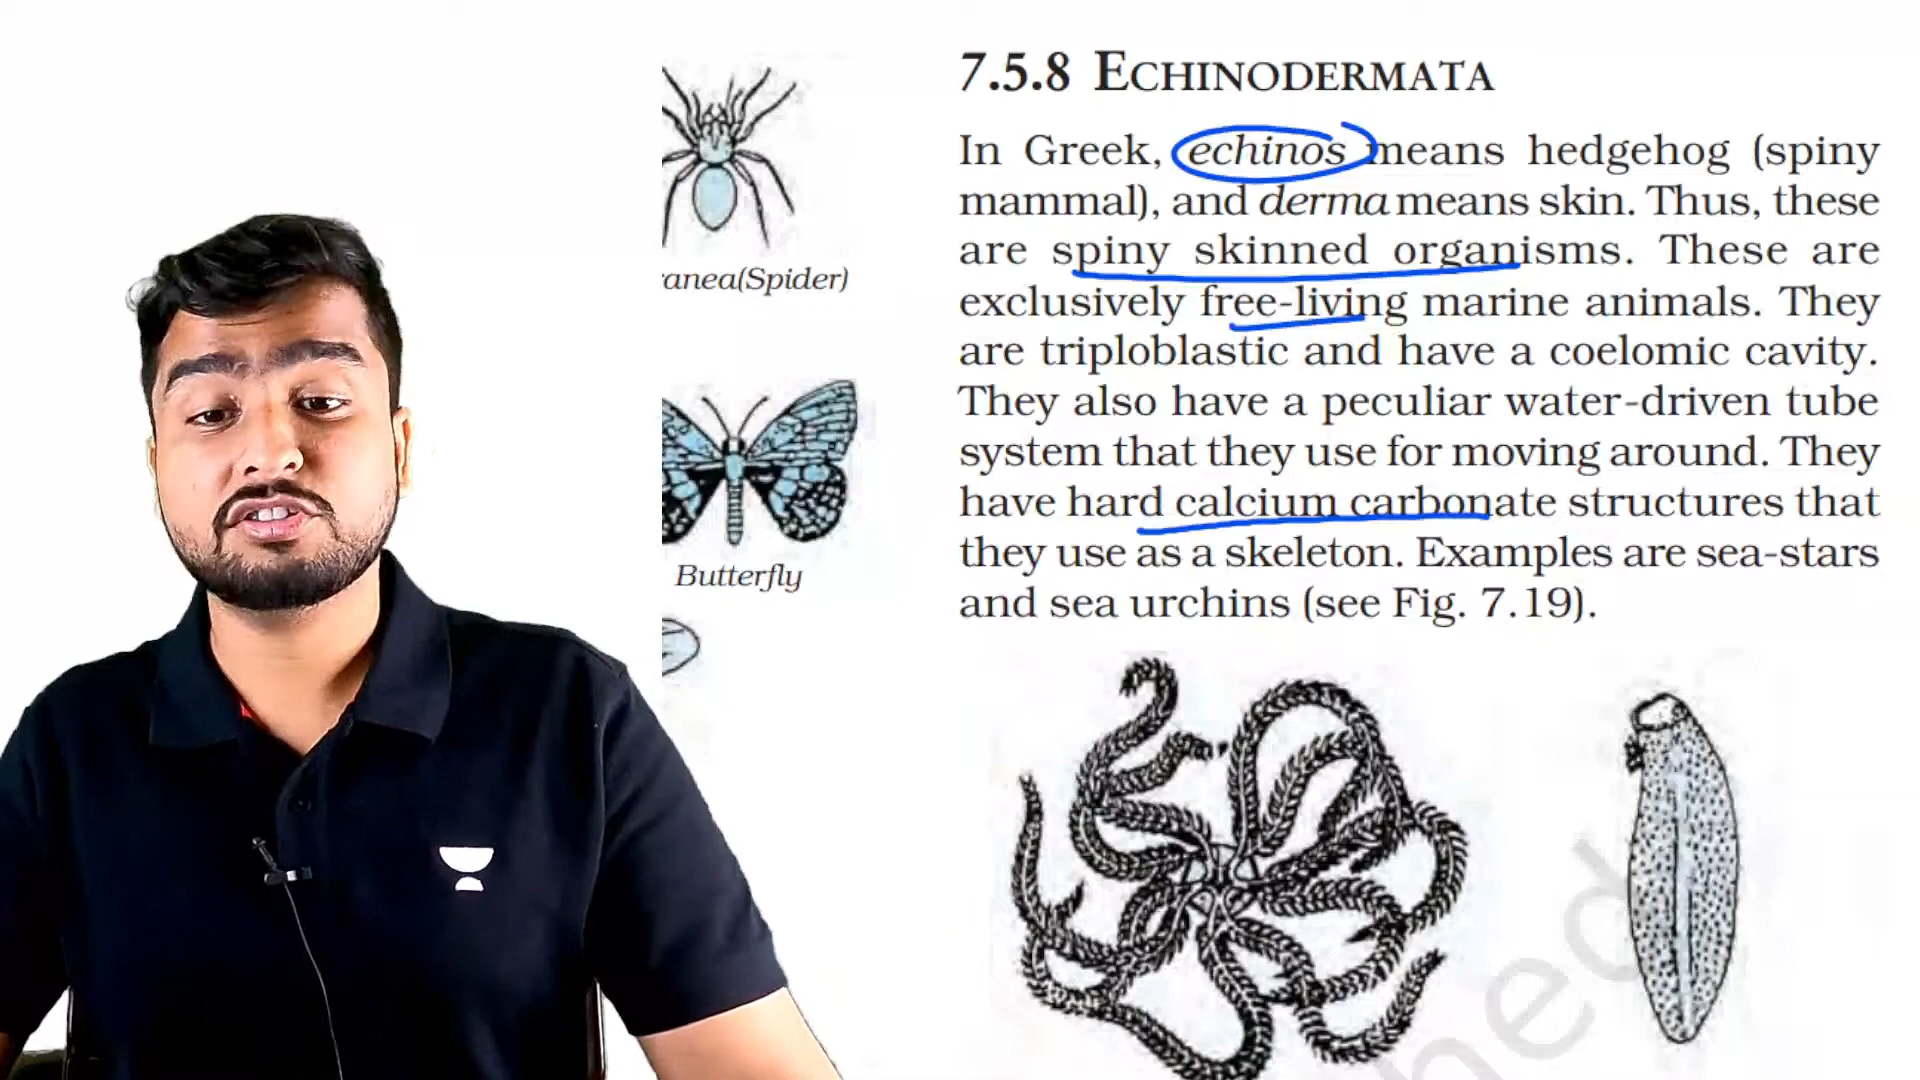 7.5.8 ECHINODERMATA
In Greek, echinos means hedgehog (spiny
mammal), and derma means skin. Thus, these
are spiny skinned organisms. These are
exclusively free-living marine animals. They
are triploblastic and have a coelomic cavity.
They also have a peculiar water-driven tube
system that they use for moving around. They
have hard calcium carbonate structures that
they use as a skeleton. Examples are sea-stars
and sea urchins (see Fig. 7.19).
ranea(Spider)
Butterfly
hed